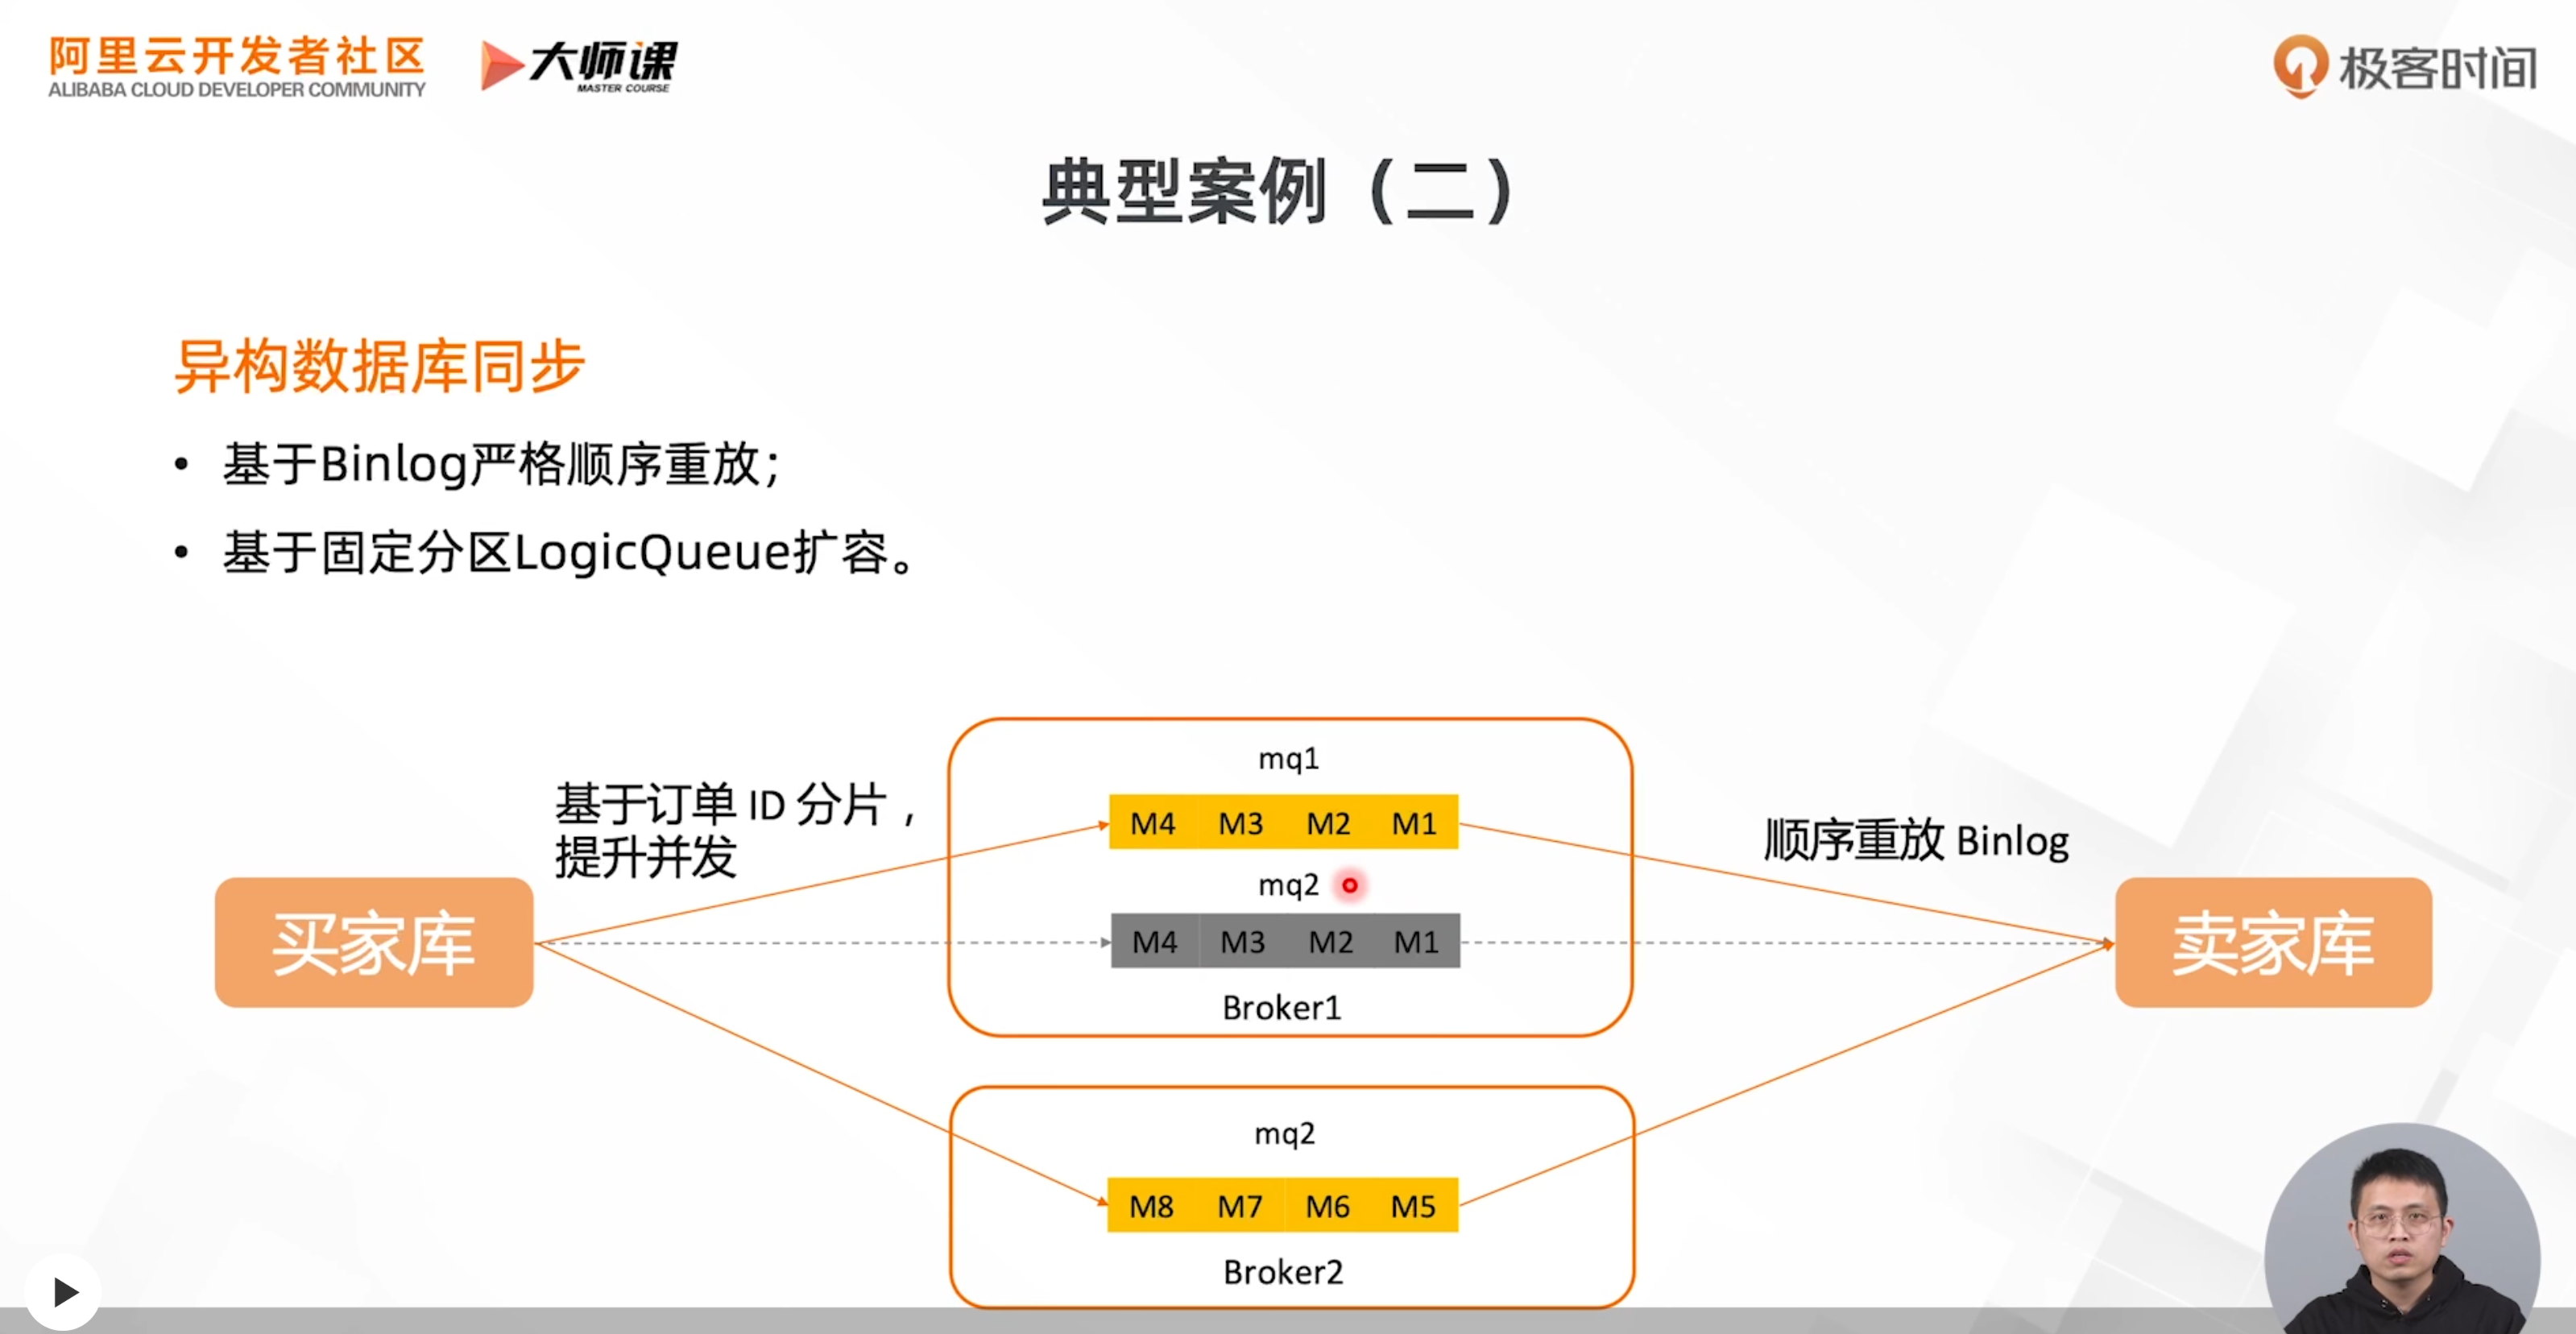 阿里云开发者社区
ALIBABA CLOUD DEVELOPER COMMUNITY
大师课
MASTER COURSE
极客时间
典型案例（二）
异构数据库同步
• 基于Binlog严格顺序重放；
• 基于固定分区LogicQueue扩容。
基于订单 ID 分片，
提升并发
买家库
mq1
M4 M3 M2 M1
mq2
M4 M3 M2 M1
Broker1
mq2
M8 M7 M6 M5
Broker2
顺序重放 Binlog
卖家库